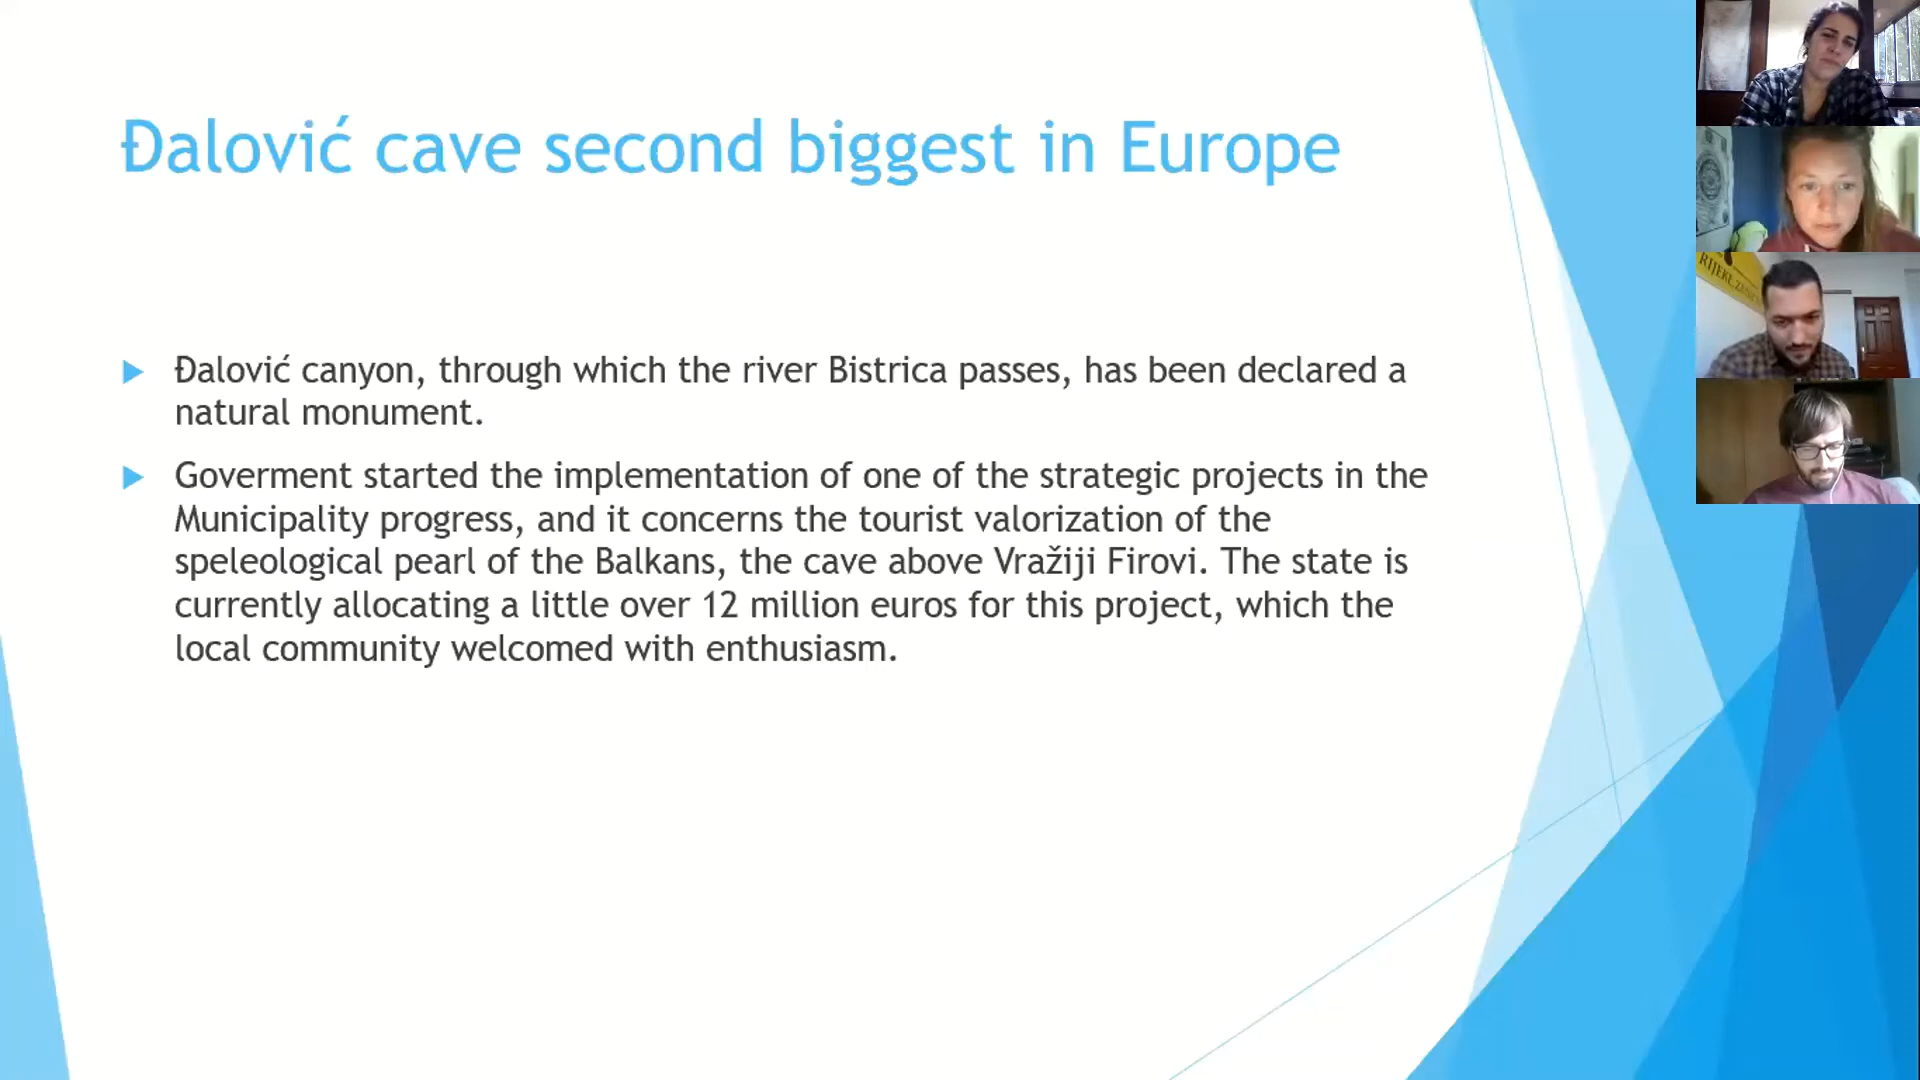 Đalović cave second biggest in Europe
Đalović canyon, through which the river Bistrica passes, has been declared a
natural monument.
Goverment started the implementation of one of the strategic projects in the
Municipality progress, and it concerns the tourist valorization of the
speleological pearl of the Balkans, the cave above Vražiji Firovi. The state is
currently allocating a little over 12 million euros for this project, which the
local community welcomed with enthusiasm.